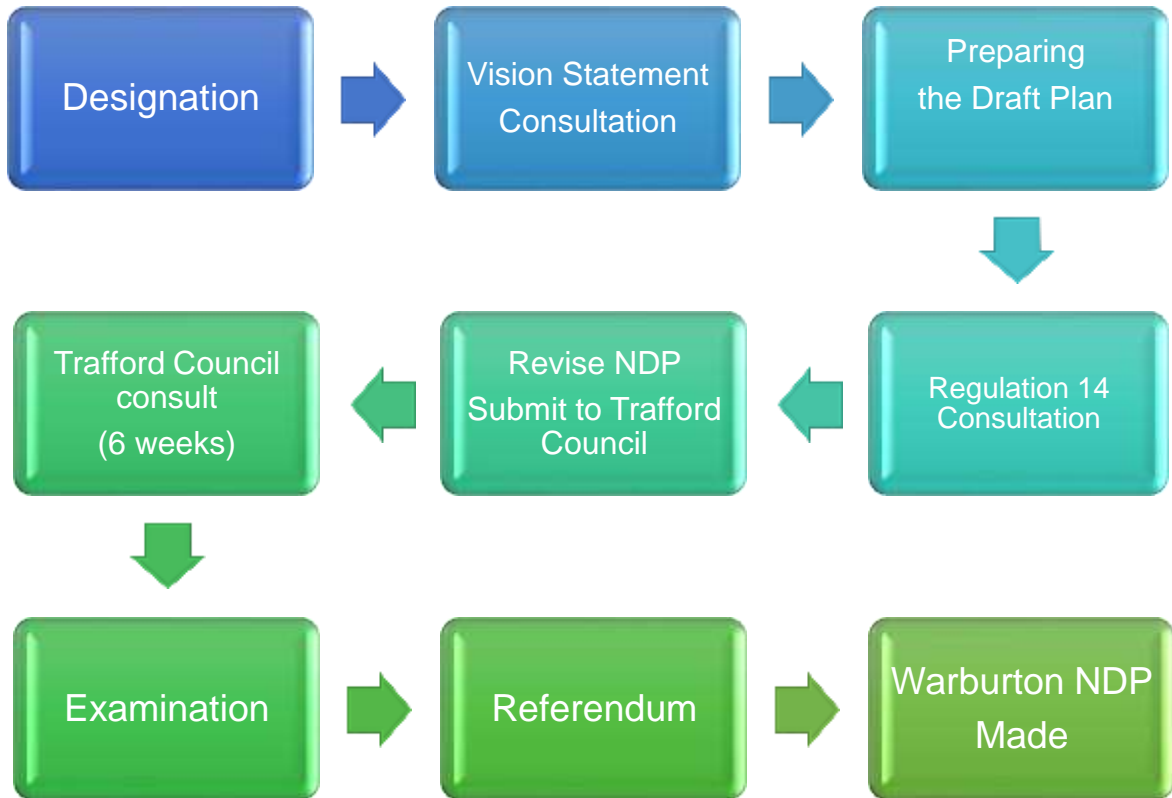 Designation
Vision Statement
Consultation
Preparing
the Draft Plan
Regulation 14
Consultation
Revise NDP
Submit to Trafford
Council
Trafford Council
consult
(6 weeks)
Examination
Referendum
Warburton NDP
Made